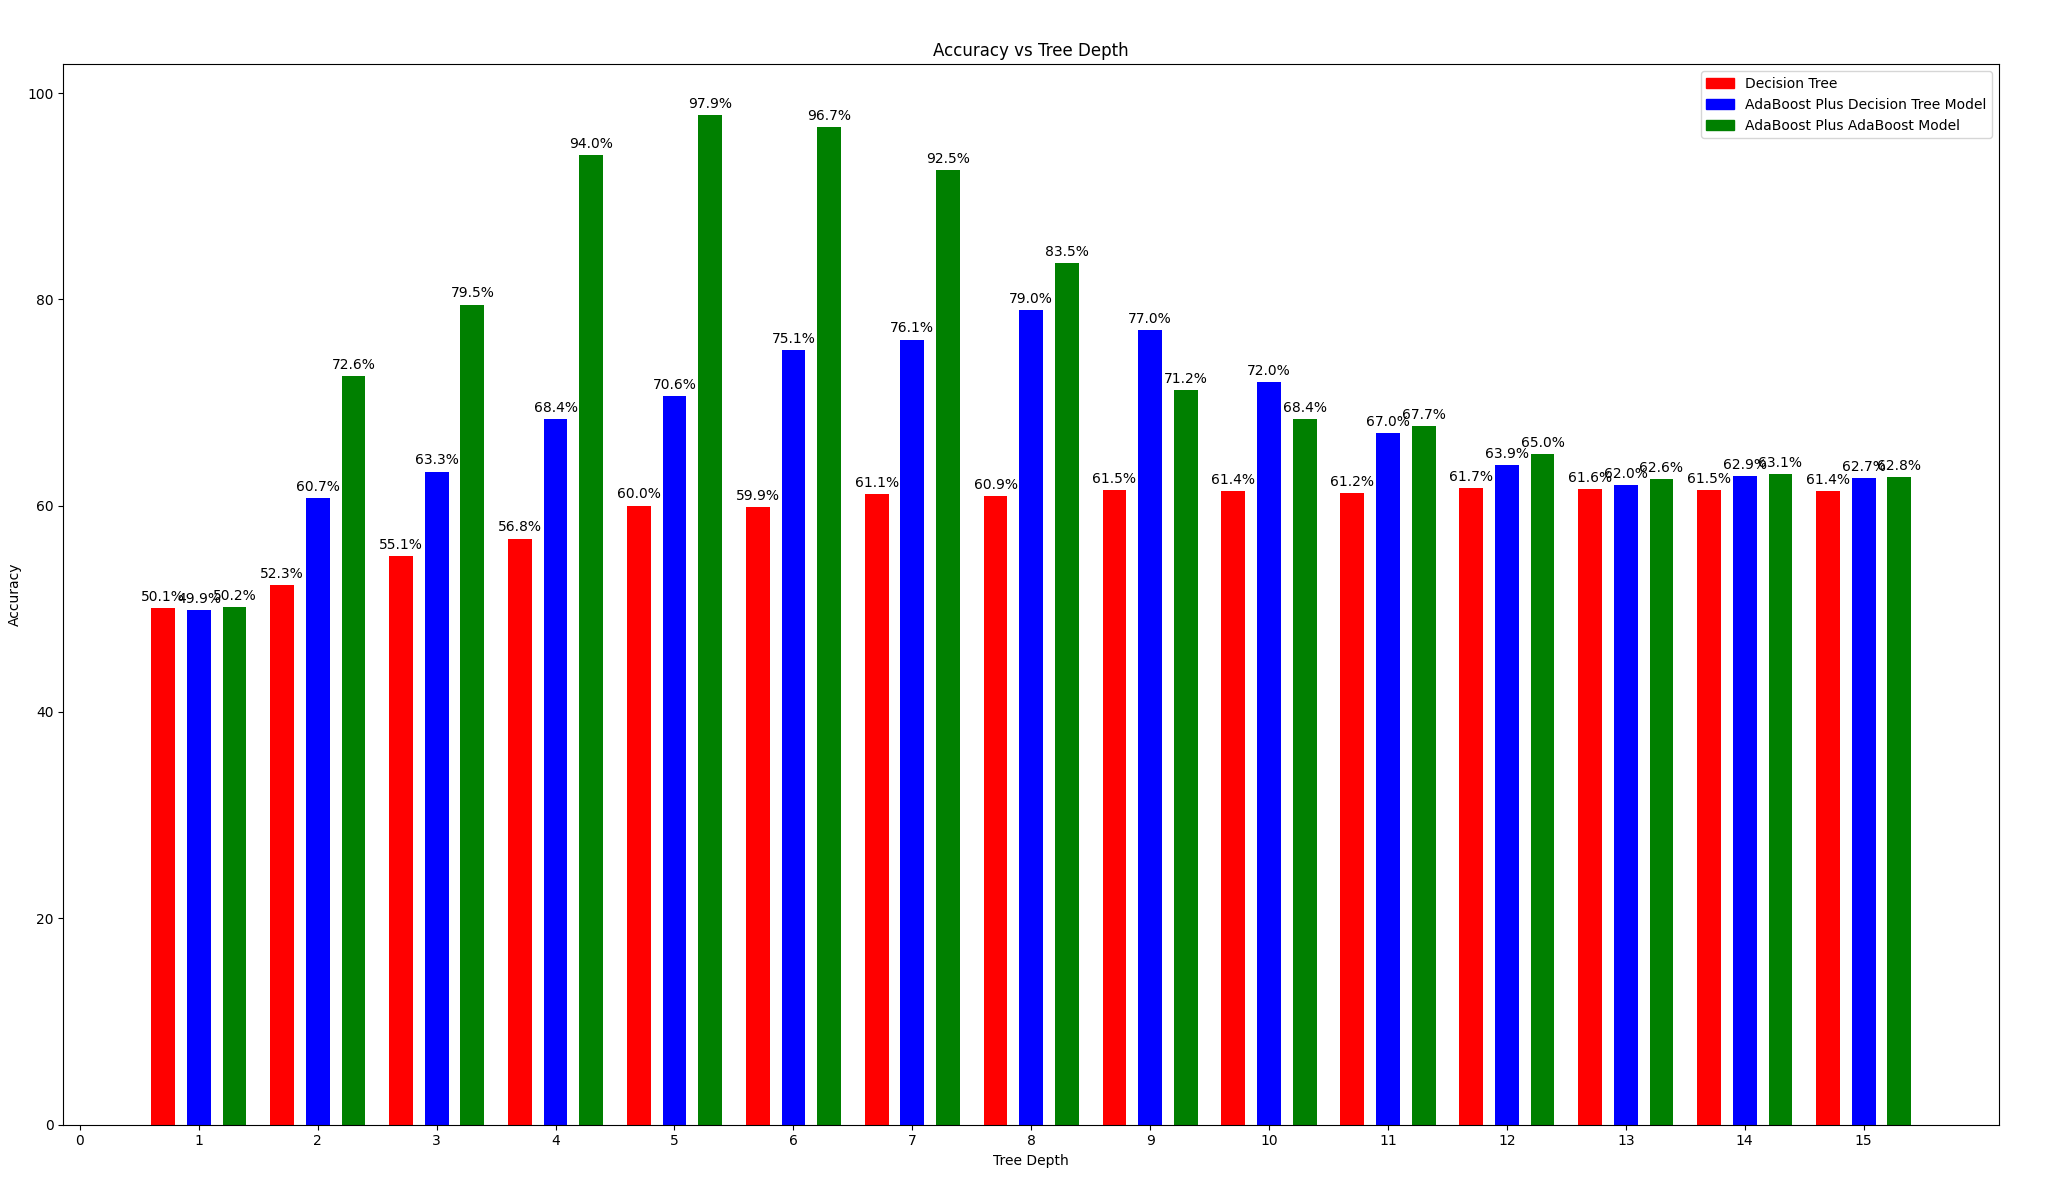 Accuracy vs Tree Depth
Decision Tree
AdaBoost Plus Decision Tree Model
AdaBoost Plus AdaBoost Model
Accuracy
100
80
60
40
20
0
50.1% 49.9% 50.2%
52.3% 60.7% 72.6%
55.1% 63.3% 79.5%
56.8% 68.4% 94.0%
60.0% 70.6% 97.9%
59.9% 75.1% 96.7%
61.1% 76.1% 92.5%
60.9% 79.0% 83.5%
61.5% 77.0% 71.2%
61.4% 72.0% 68.4%
61.2% 67.0% 67.7%
61.7% 63.9% 65.0%
61.6% 62.0% 62.6%
61.5% 62.9% 63.1%
61.4% 62.7% 62.8%
0 1 2 3 4 5 6 7 8 9 10 11 12 13 14 15
Tree Depth